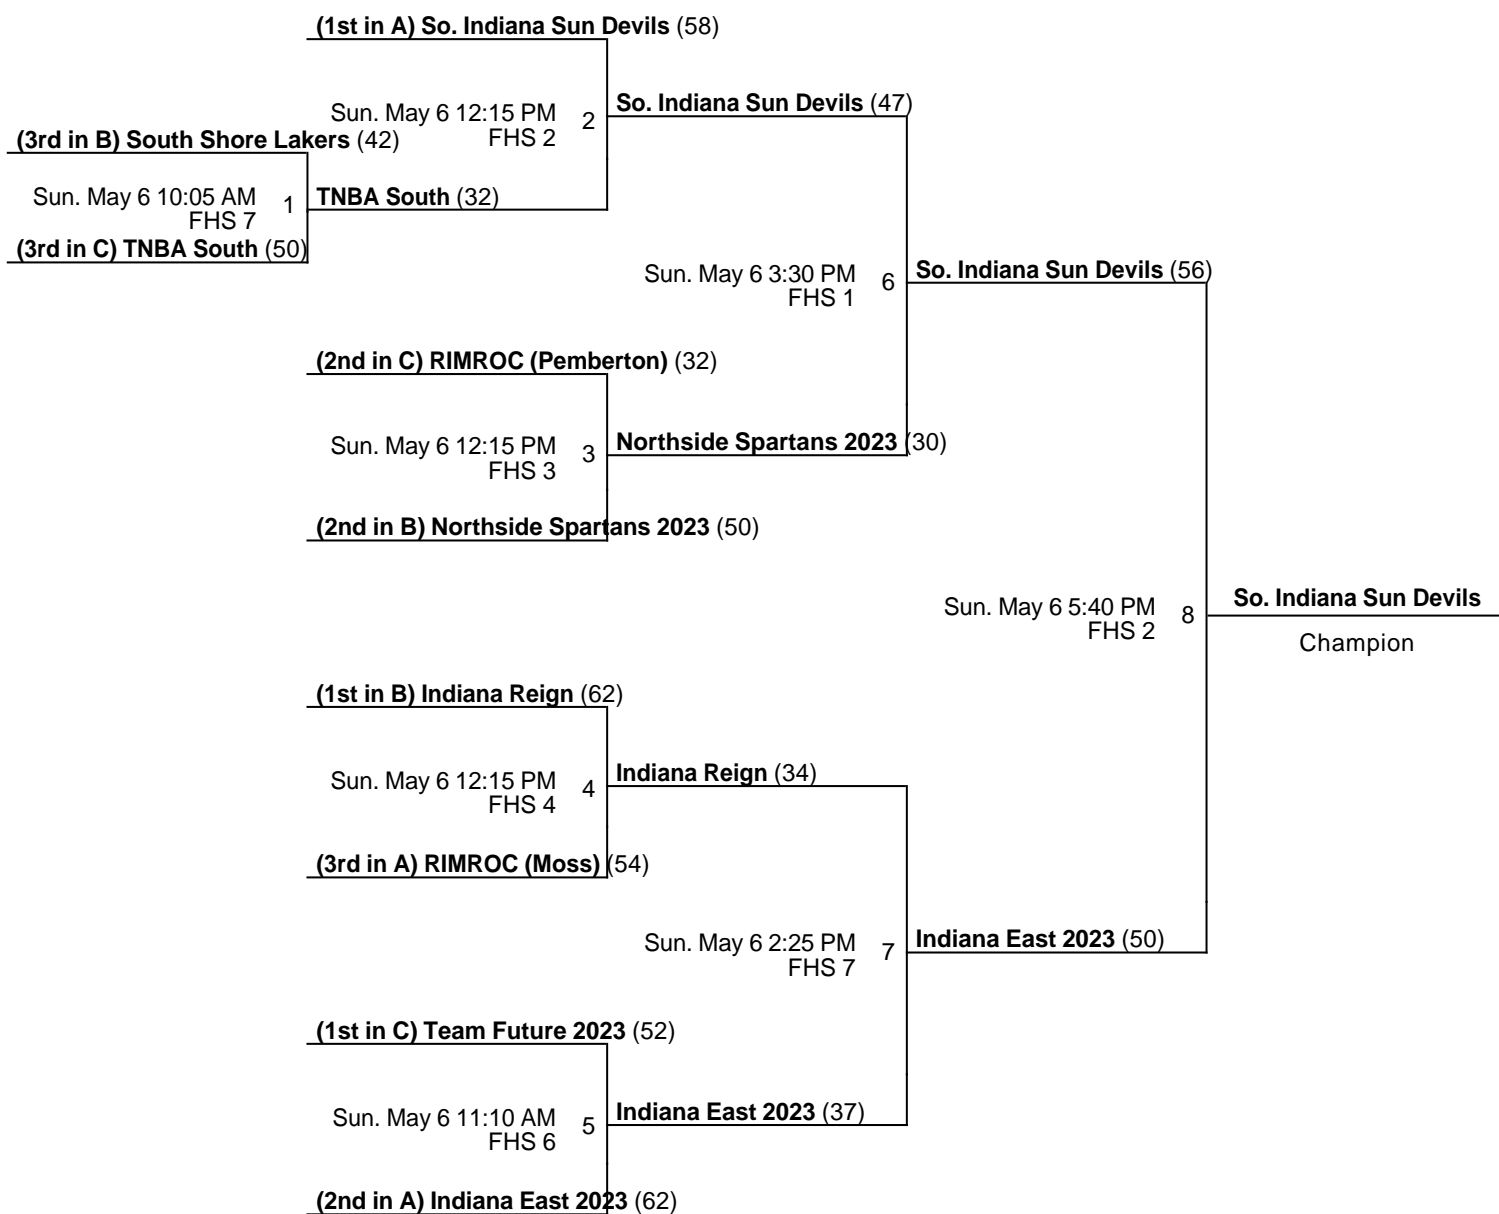 (1st in A) So. Indiana Sun Devils (58)
Sun. May 6 12:15 PM
FHS 2
2
So. Indiana Sun Devils (47)
(3rd in B) South Shore Lakers (42)
Sun. May 6 10:05 AM
FHS 7
1
TNBA South (32)
(3rd in C) TNBA South (50)
Sun. May 6 3:30 PM
FHS 1
6
So. Indiana Sun Devils (56)
(2nd in C) RIMROC (Pemberton) (32)
Sun. May 6 12:15 PM
FHS 3
3
Northside Spartans 2023 (30)
(2nd in B) Northside Spartans 2023 (50)
Sun. May 6 5:40 PM
FHS 2
8
So. Indiana Sun Devils
Champion
(1st in B) Indiana Reign (62)
Sun. May 6 12:15 PM
FHS 4
4
Indiana Reign (34)
(3rd in A) RIMROC (Moss) (54)
Sun. May 6 2:25 PM
FHS 7
7
Indiana East 2023 (50)
(1st in C) Team Future 2023 (52)
Sun. May 6 11:10 AM
FHS 6
5
Indiana East 2023 (37)
(2nd in A) Indiana East 2023 (62)